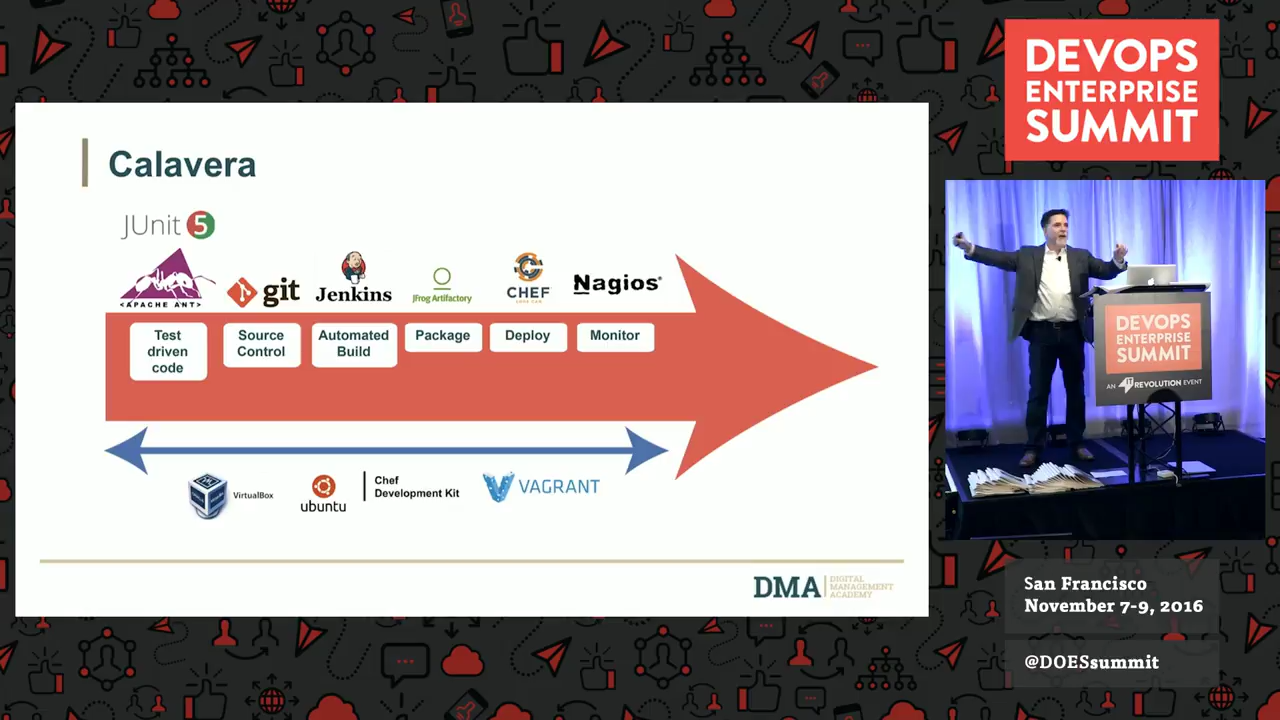 DEVOPS
ENTERPRISE
SUMMIT
Calavera
JUnit 5
<APACHE ANT>
git
Jenkins
JFrog Artifactory
CHEF
Nagios®
Test
driven
code
Source
Control
Automated
Build
Package
Deploy
Monitor
VirtualBox
ubuntu
Chef
Development Kit
VAGRANT
DMA
DIGITAL
MANAGEMENT
ACADEMY
DEVOPS
ENTERPRISE
SUMMIT
AN IT REVOLUTION EVENT
San Francisco
November 7-9, 2016
@DOESsummit